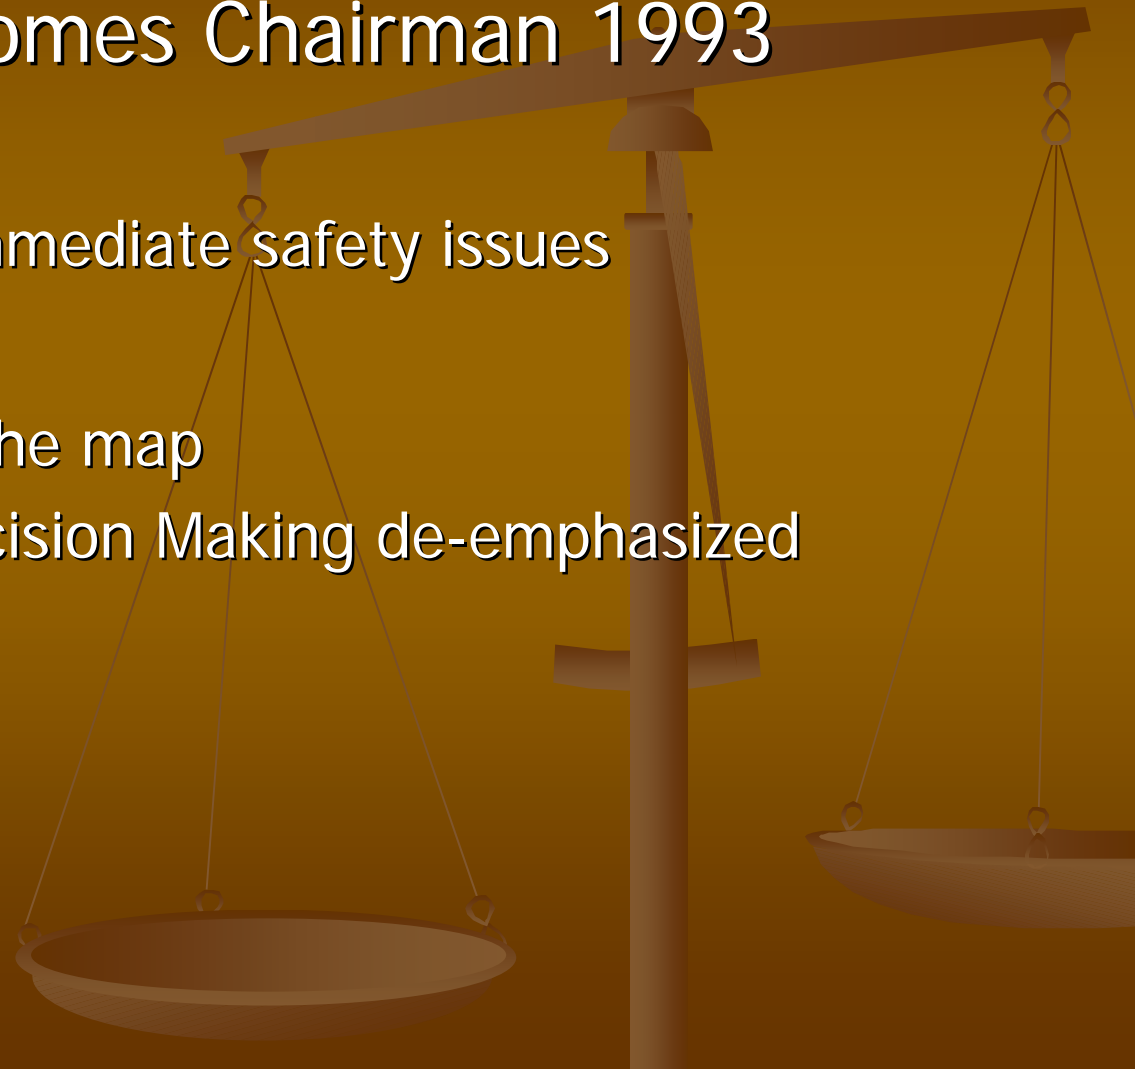 omes Chairman 1993
mediate safety issues
he map
cision Making de-emphasized